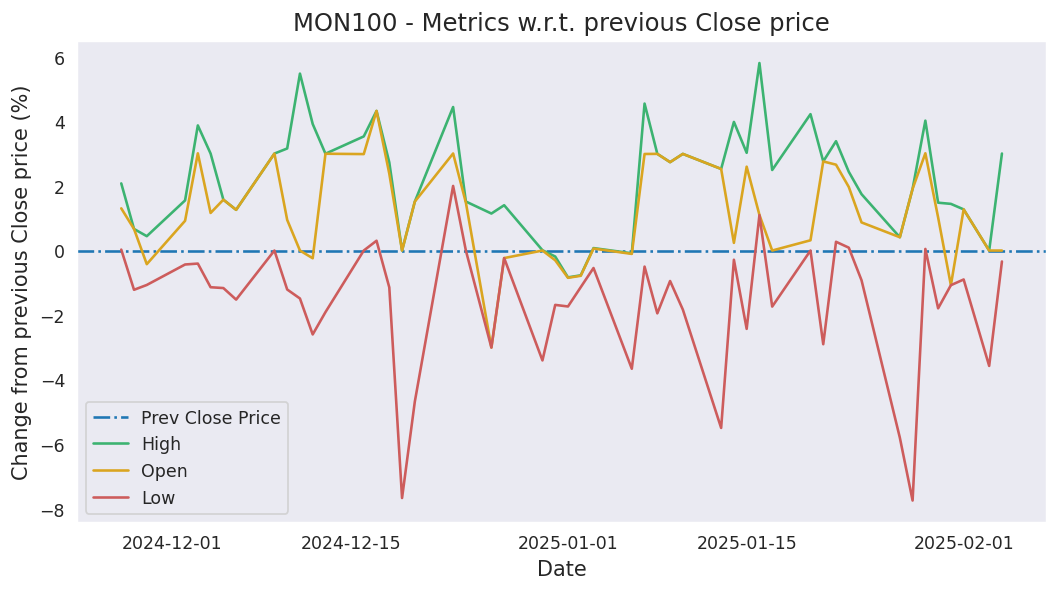 MON100 - Metrics w.r.t. previous Close price
Change from previous Close price (%)
6
4
2
0
−2
−4
−6
−8
Prev Close Price
High
Open
Low
2024-12-01
2024-12-15
2025-01-01
2025-01-15
2025-02-01
Date